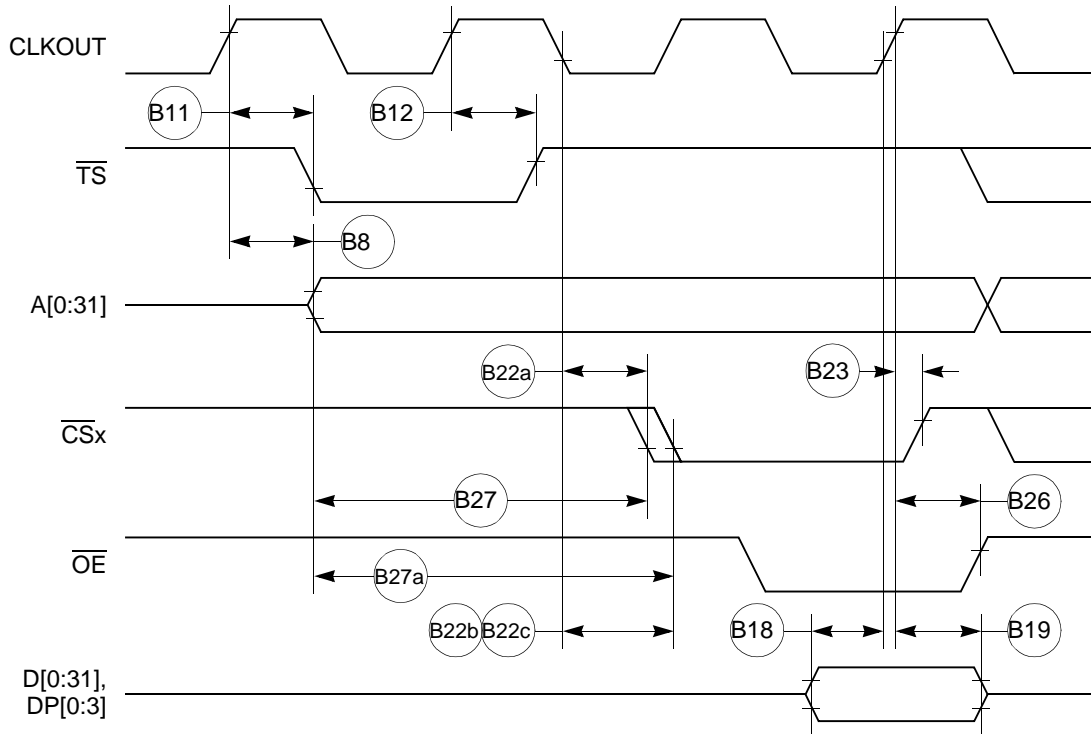 CLKOUT
B11
B12
TS
B8
A[0:31]
B22a
B23
CSx
B27
B26
OE
B27a
B22b B22c
B18
B19
D[0:31],
DP[0:3]